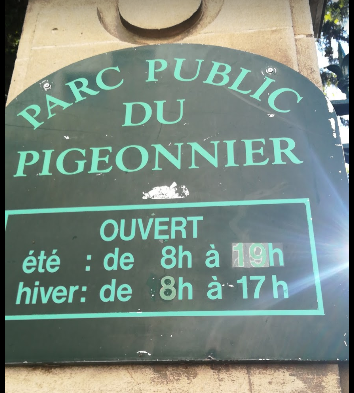 PARC PUBLIC
DU
PIGEONNIER
OUVERT
été : de 8h à 19h
hiver: de 8h à 17h